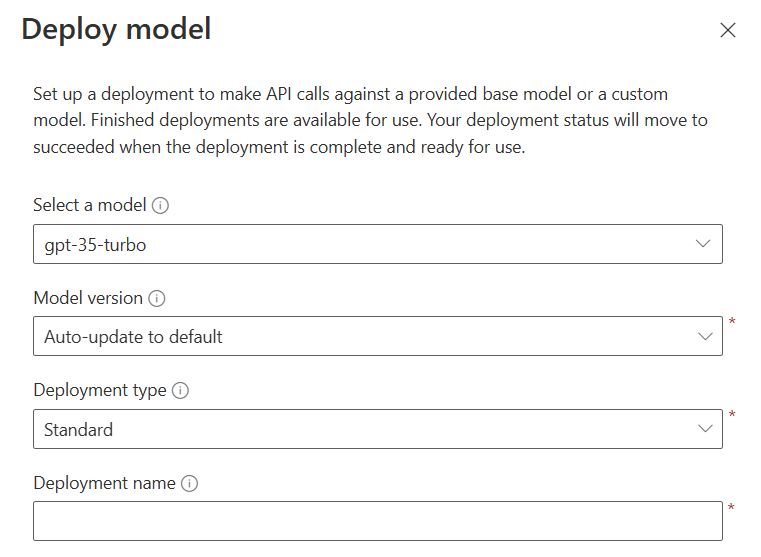 Deploy model
Set up a deployment to make API calls against a provided base model or a custom
model. Finished deployments are available for use. Your deployment status will move to
succeeded when the deployment is complete and ready for use.
Select a model
gpt-35-turbo
Model version
Auto-update to default
*
Deployment type
Standard
*
Deployment name
*